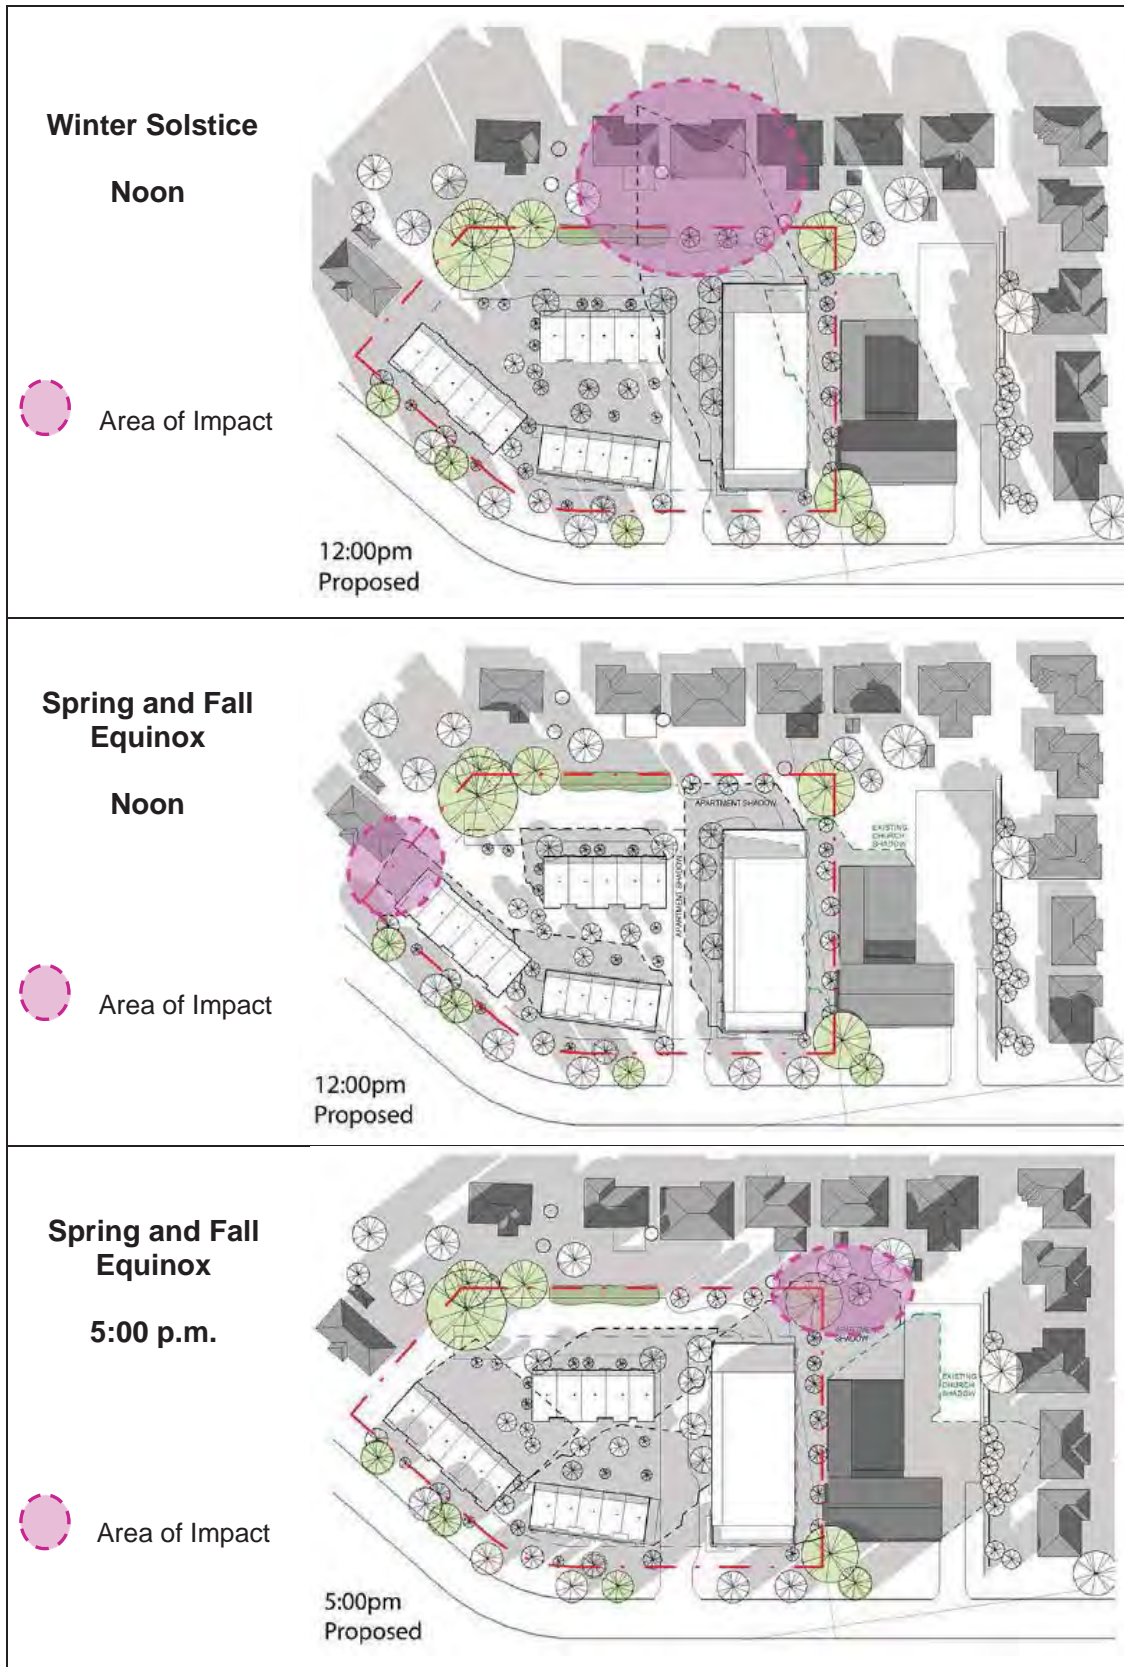 Winter Solstice
Noon
Area of Impact
12:00pm
Proposed
Spring and Fall
Equinox
Noon
Area of Impact
APARTMENT SHADOW
APARTMENT SHADOW
EXISTING
CHURCH
SHADOW
12:00pm
Proposed
Spring and Fall
Equinox
5:00 p.m.
Area of Impact
APARTMENT
SHADOW
EXISTING
CHURCH
SHADOW
5:00pm
Proposed